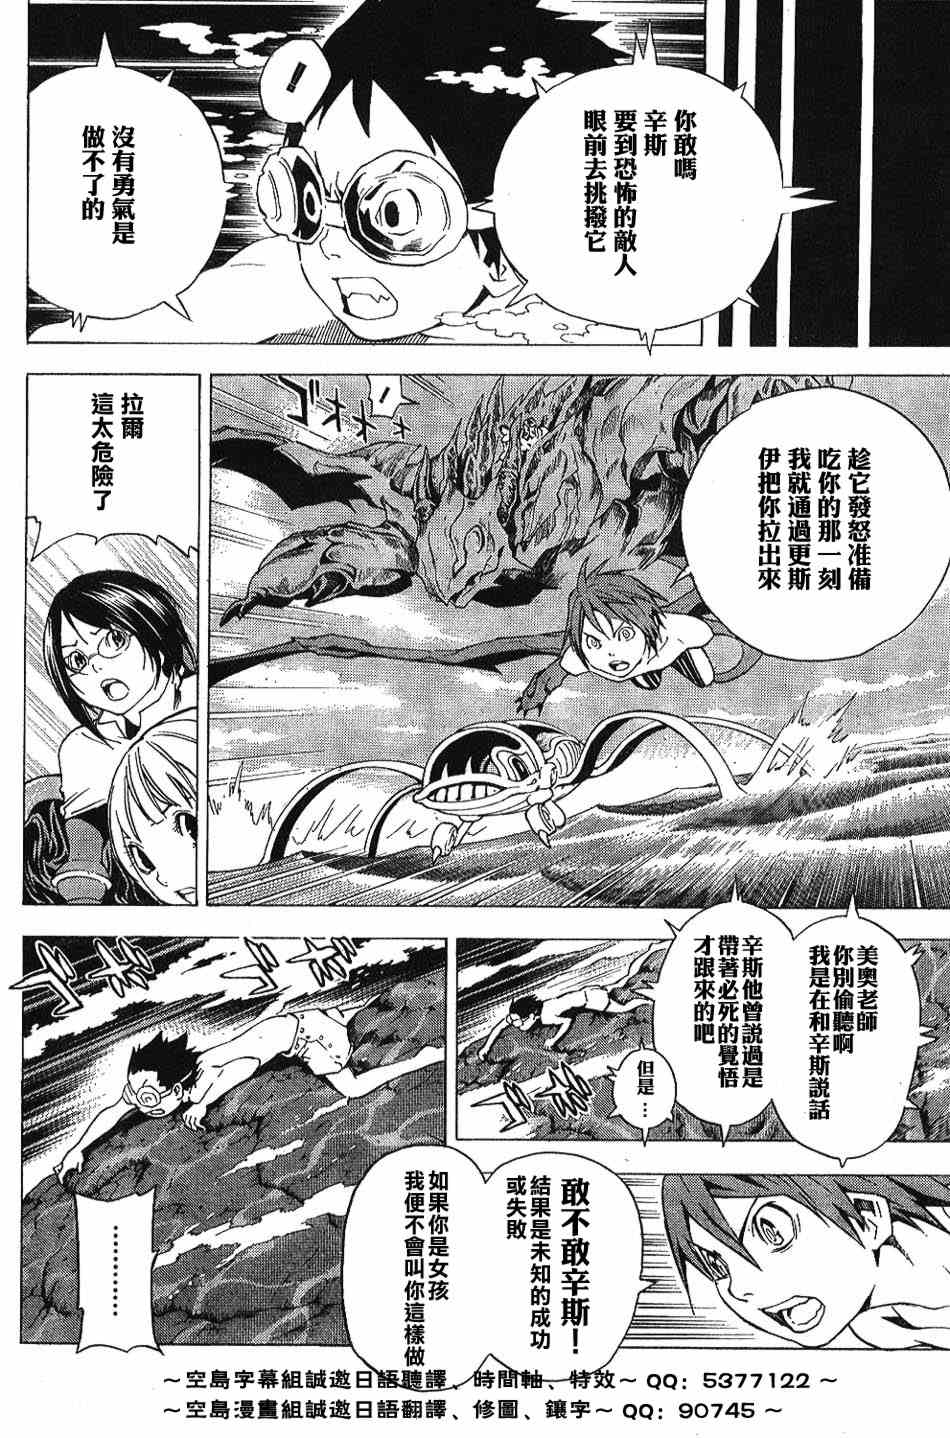 你敢嗎
辛斯
要到恐怖的敵人
眼前去挑撥它
!
沒有勇氣是
做不了的
趁它發怒准備
吃你的那一刻
我就通過更斯
伊把你拉出來
拉爾
這太危險了
美奧老師
你別偷聽啊
我是在和辛斯說話
辛斯他曾說過是
帶著必死的覺悟
才跟來的吧
但是…
敢不敢辛斯！
結果是未知的成功
或失敗
如果你是女孩
我便不會叫你這樣做
…………
～空島字幕組誠邀日語聽譯、時間軸、特效～QQ：5377122～
～空島漫畫組誠邀日語翻譯、修圖、鑲字～QQ：90745～